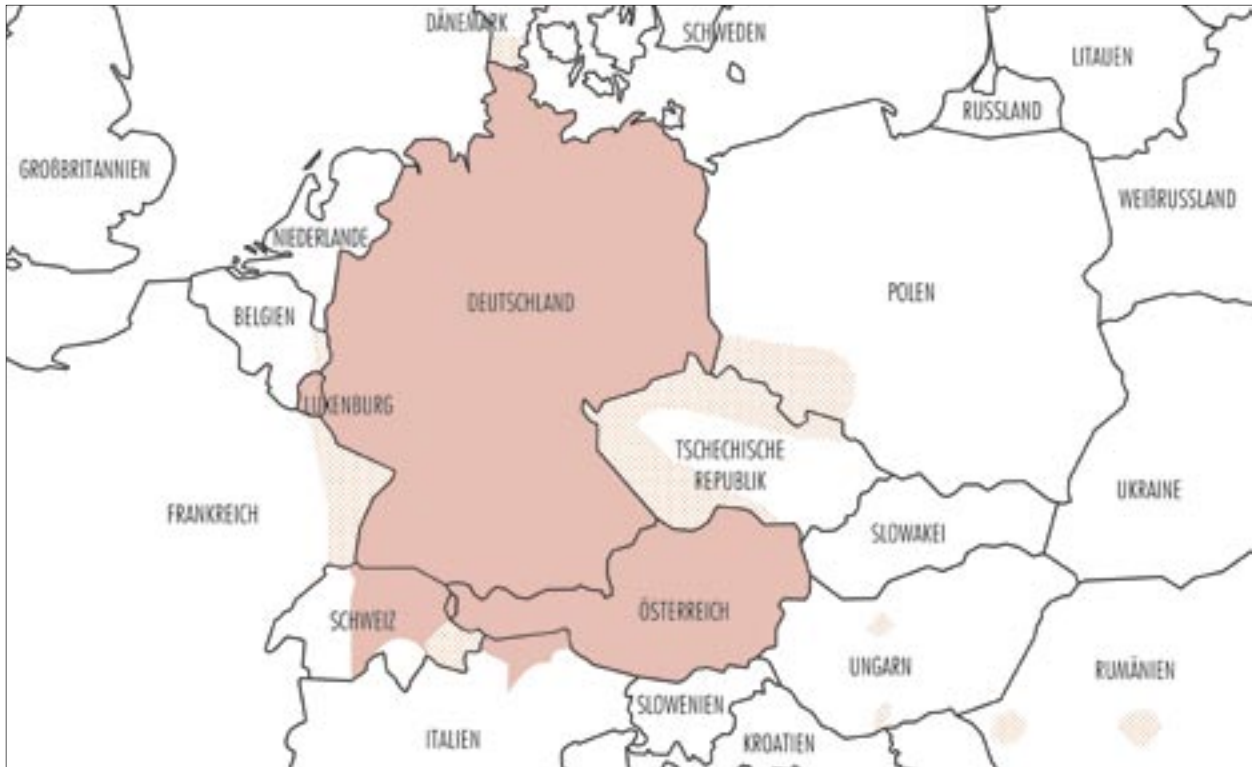 DÄNEMARK
SCHWEDEN
LITAUEN
RUSSLAND
GROẞBRITANNIEN
WEIẞRUSSLAND
NIEDERLANDE
POLEN
DEUTSCHLAND
BELGIEN
LUXENBURG
TSCHECHISCHE
REPUBLIK
UKRAINE
FRANKREICH
SLOWAKEI
ÖSTERREICH
SCHWEIZ
UNGARN
RUMÄNIEN
SLOWENIEN
ITALIEN
KROATIEN